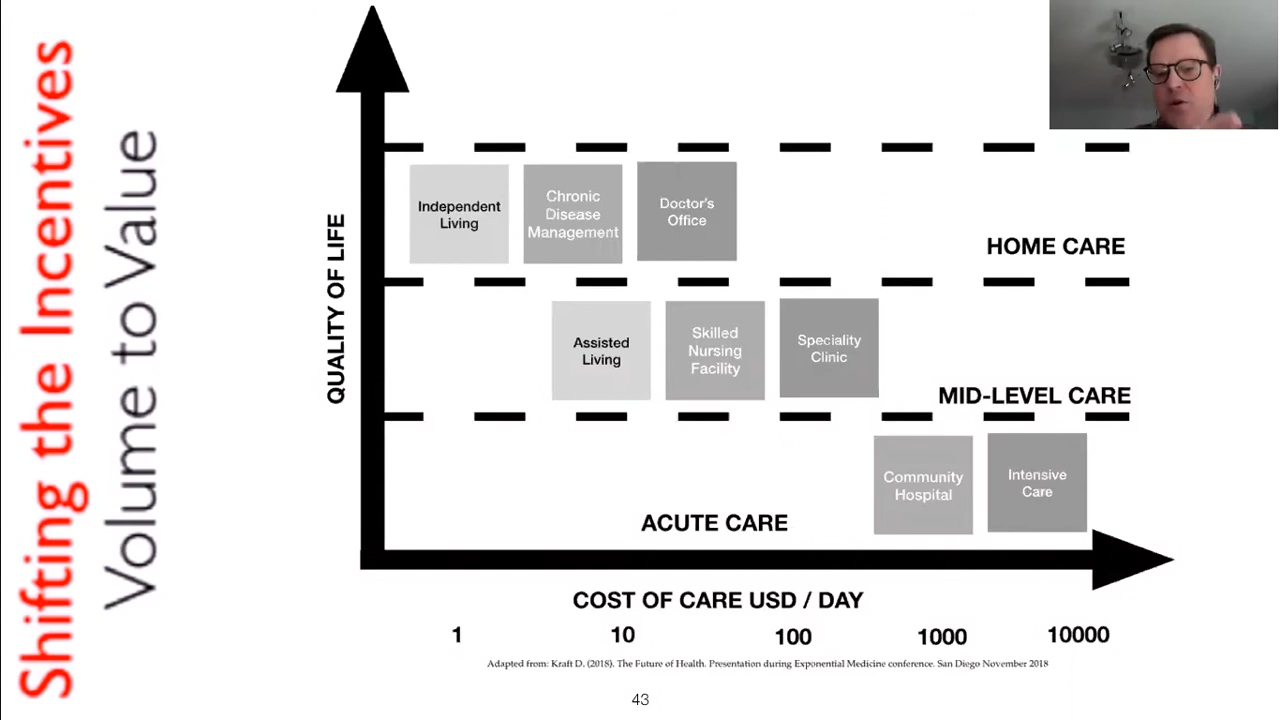 Shifting the Incentives
Volume to Value
QUALITY OF LIFE
Independent
Living
Chronic
Disease
Management
Doctor's
Office
HOME CARE
Assisted
Living
Skilled
Nursing
Facility
Speciality
Clinic
MID-LEVEL CARE
Community
Hospital
Intensive
Care
ACUTE CARE
COST OF CARE USD / DAY
1 10 100 1000 10000
Adapted from: Kraft D. (2018). The Future of Health. Presentation during Exponential Medicine conference. San Diego November 2018
43